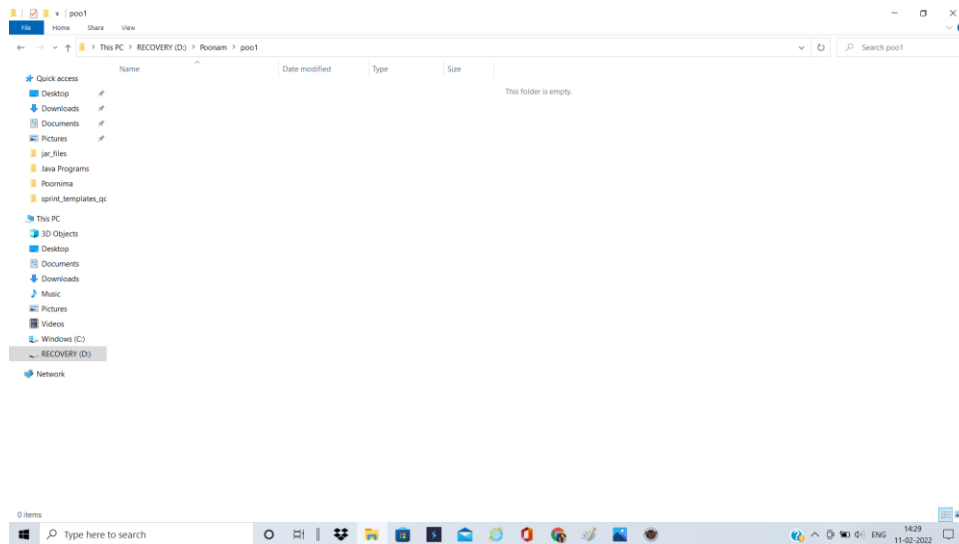 poo1
File Home Share View
This PC > RECOVERY (D:) > Poonam > poo1
Search poo1
Name Date modified Type Size
This folder is empty.
Quick access
Desktop
Downloads
Documents
Pictures
jar_files
Java Programs
Poornima
sprint_templates_qc
This PC
3D Objects
Desktop
Documents
Downloads
Music
Pictures
Videos
Windows (C:)
RECOVERY (D:)
Network
0 items
Type here to search
ENG
14:29
11-02-2022